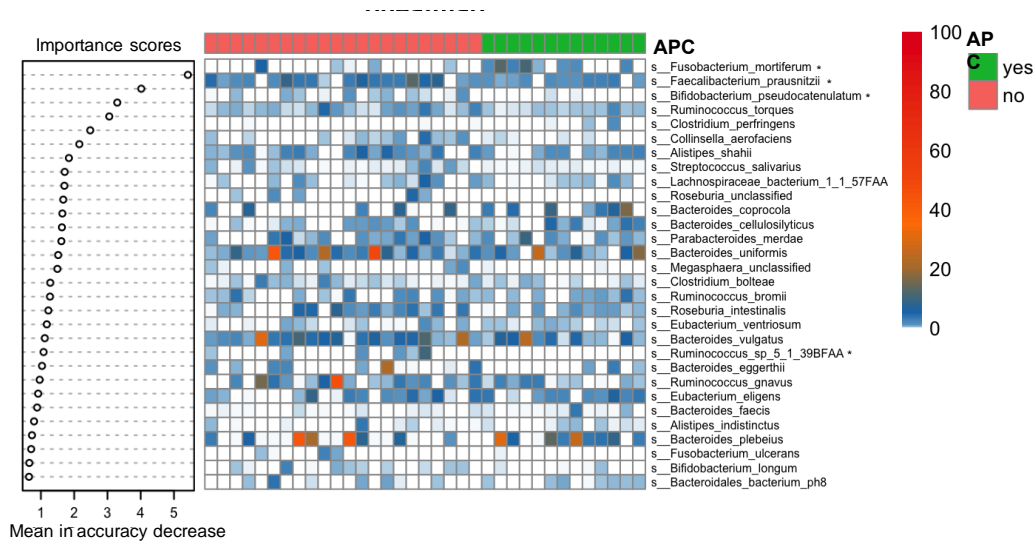 Importance scores
APC
s__Fusobacterium_mortiferum *
s__Faecalibacterium_prausnitzii *
s__Bifidobacterium_pseudocatenulatum *
s__Ruminococcus_torques
s__Clostridium_perfringens
s__Collinsella_aerofaciens
s__Alistipes_shahii
s__Streptococcus_salivarius
s__Lachnospiraceae_bacterium_1_1_57FAA
s__Roseburia_unclassified
s__Bacteroides_coprocola
s__Bacteroides_cellulosilyticus
s__Parabacteroides_merdae
s__Bacteroides_uniformis
s__Megasphaera_unclassified
s__Clostridium_bolteae
s__Ruminococcus_bromii
s__Roseburia_intestinalis
s__Eubacterium_ventriosum
s__Bacteroides_vulgatus
s__Ruminococcus_sp_5_1_39BFAA *
s__Bacteroides_eggerthii
s__Ruminococcus_gnavus
s__Eubacterium_eligens
s__Bacteroides_faecis
s__Alistipes_indistinctus
s__Bacteroides_plebeius
s__Fusobacterium_ulcerans
s__Bifidobacterium_longum
s__Bacteroidales_bacterium_ph8
1 2 3 4 5
Mean in accuracy decrease
100
80
60
40
20
0
AP
C
yes
no